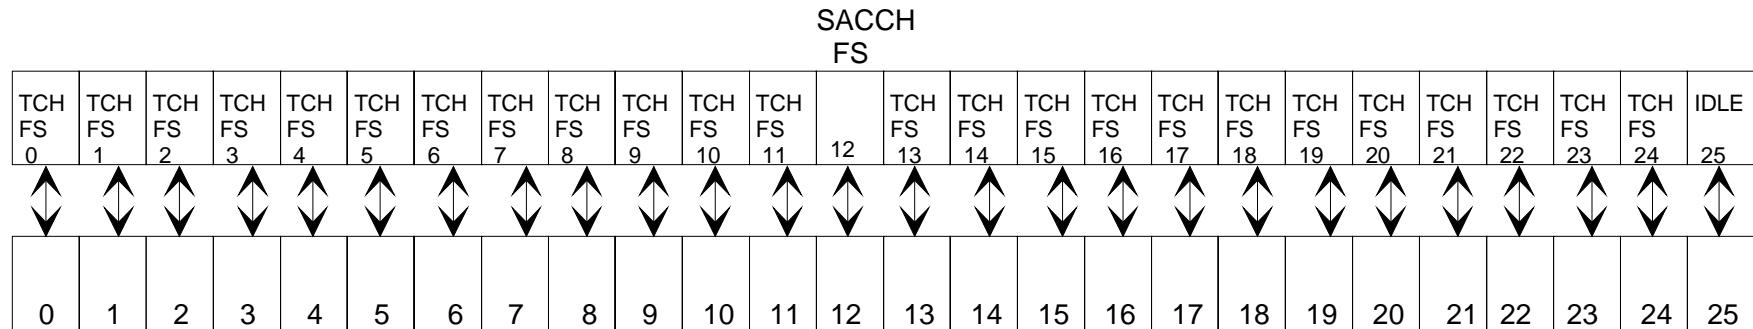 SACCH
FS
TCH TCH TCH TCH TCH TCH TCH TCH TCH TCH TCH TCH TCH TCH TCH TCH TCH TCH TCH TCH TCH TCH TCH TCH IDLE
FS FS FS FS FS FS FS FS FS FS FS FS FS FS FS FS FS FS FS FS FS FS FS FS
0 1 2 3 4 5 6 7 8 9 10 11 12 13 14 15 16 17 18 19 20 21 22 23 24 25
0 1 2 3 4 5 6 7 8 9 10 11 12 13 14 15 16 17 18 19 20 21 22 23 24 25